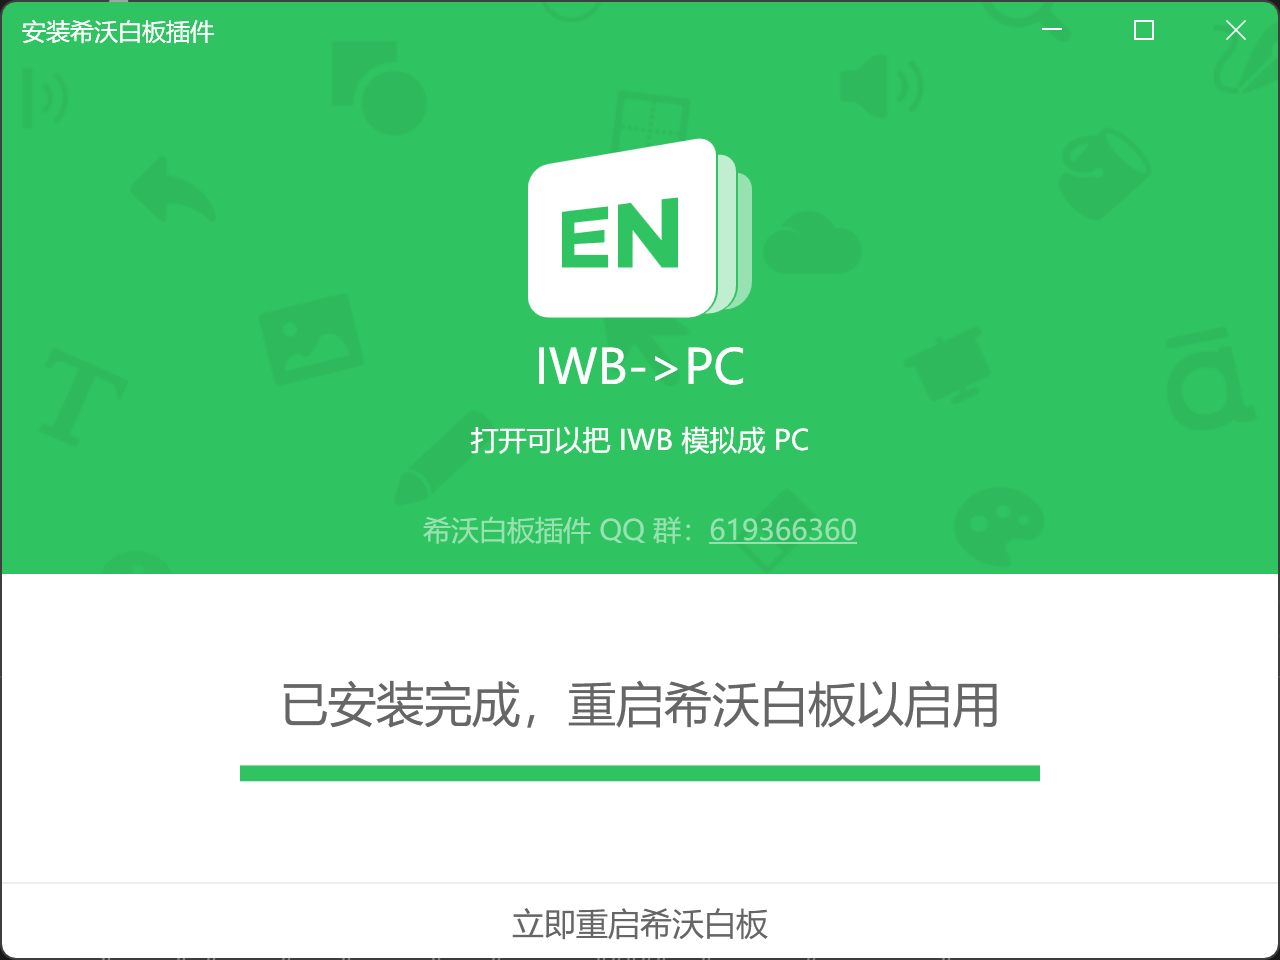 安装希沃白板插件
EN
IWB->PC
打开可以把 IWB 模拟成 PC
希沃白板插件 QQ 群：619366360
已安装完成，重启希沃白板以启用
立即重启希沃白板